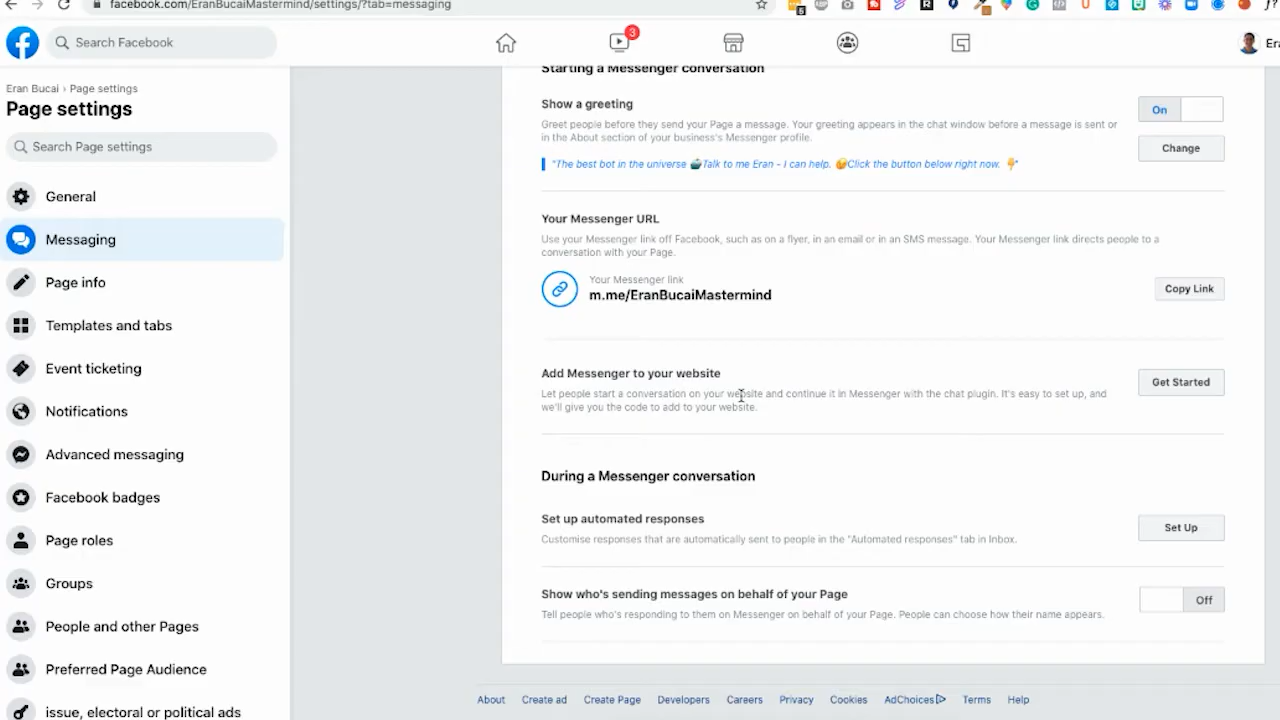 facebook.com/EranBucaiMastermind/settings/?tab=messaging
Search Facebook
3
Er
Eran Bucai › Page settings
Page settings
Search Page settings
General
Messaging
Page info
Templates and tabs
Event ticketing
Notifications
Advanced messaging
Facebook badges
Page roles
Groups
People and other Pages
Preferred Page Audience
issue, electoral or political ads
Starting a Messenger conversation
Show a greeting
Greet people before they send your Page a message. Your greeting appears in the chat window before a message is sent or
in the About section of your business's Messenger profile.
On
Change
"The best bot in the universe Talk to me Eran - I can help. Click the button below right now. "
Your Messenger URL
Use your Messenger link off Facebook, such as on a flyer, in an email or in an SMS message. Your Messenger link directs people to a
conversation with your Page.
Your Messenger link
m.me/EranBucaiMastermind
Copy Link
Add Messenger to your website
Let people start a conversation on your website and continue it in Messenger with the chat plugin. It's easy to set up, and
we'll give you the code to add to your website.
Get Started
During a Messenger conversation
Set up automated responses
Customise responses that are automatically sent to people in the "Automated responses" tab in Inbox.
Set Up
Show who's sending messages on behalf of your Page
Tell people who's responding to them on Messenger on behalf of your Page. People can choose how their name appears.
Off
About Create ad Create Page Developers Careers Privacy Cookies AdChoices Terms Help